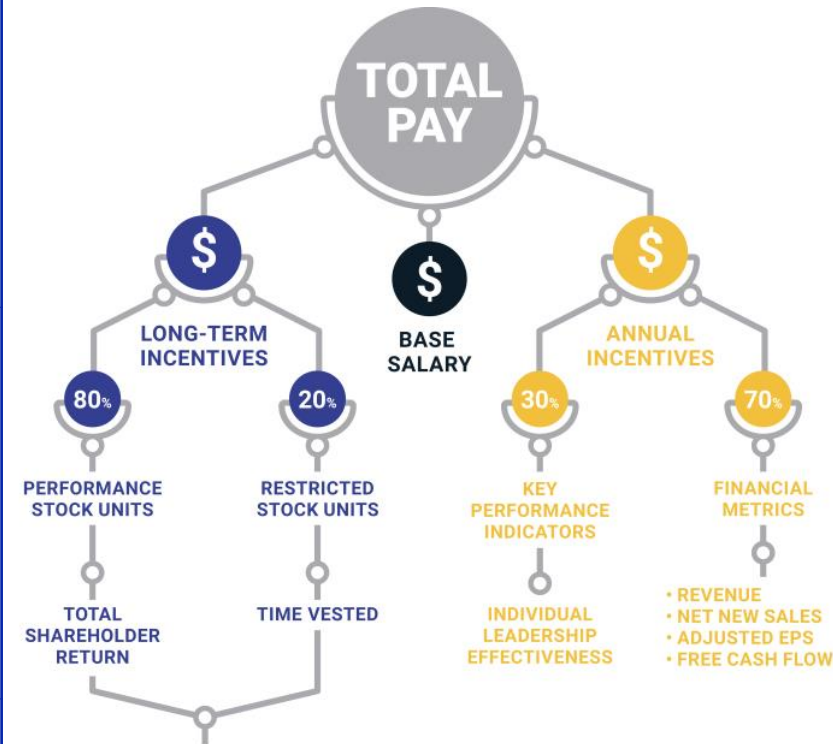 TOTAL
PAY
$
$
$
LONG-TERM
INCENTIVES
BASE
SALARY
ANNUAL
INCENTIVES
80%
20%
30%
70%
PERFORMANCE
STOCK UNITS
RESTRICTED
STOCK UNITS
KEY
PERFORMANCE
INDICATORS
FINANCIAL
METRICS
TOTAL
SHAREHOLDER
RETURN
TIME VESTED
INDIVIDUAL
LEADERSHIP
EFFECTIVENESS
• REVENUE
• NET NEW SALES
• ADJUSTED EPS
• FREE CASH FLOW